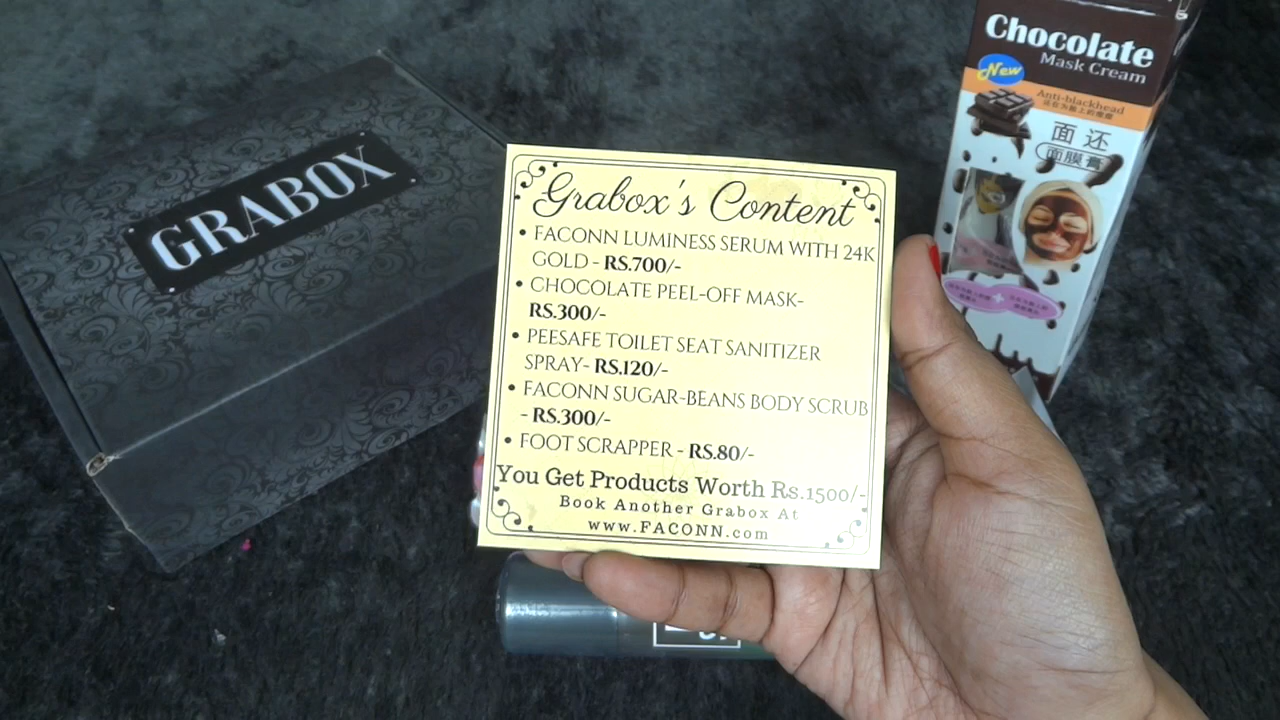 GRABOX
Chocolate
Mask Cream
New
Anti-blackhead
面 还
面膜膏
Grabox's Content
• FACONN LUMINESS SERUM WITH 24K
GOLD - RS.700/-
• CHOCOLATE PEEL-OFF MASK-
RS.300/-
• PEESAFE TOILET SEAT SANITIZER
SPRAY- RS.120/-
• FACONN SUGAR-BEANS BODY SCRUB
- RS.300/-
• FOOT SCRAPPER - RS.80/-
You Get Products Worth Rs.1500/-
Book Another Grabox At
www.FACONN.com